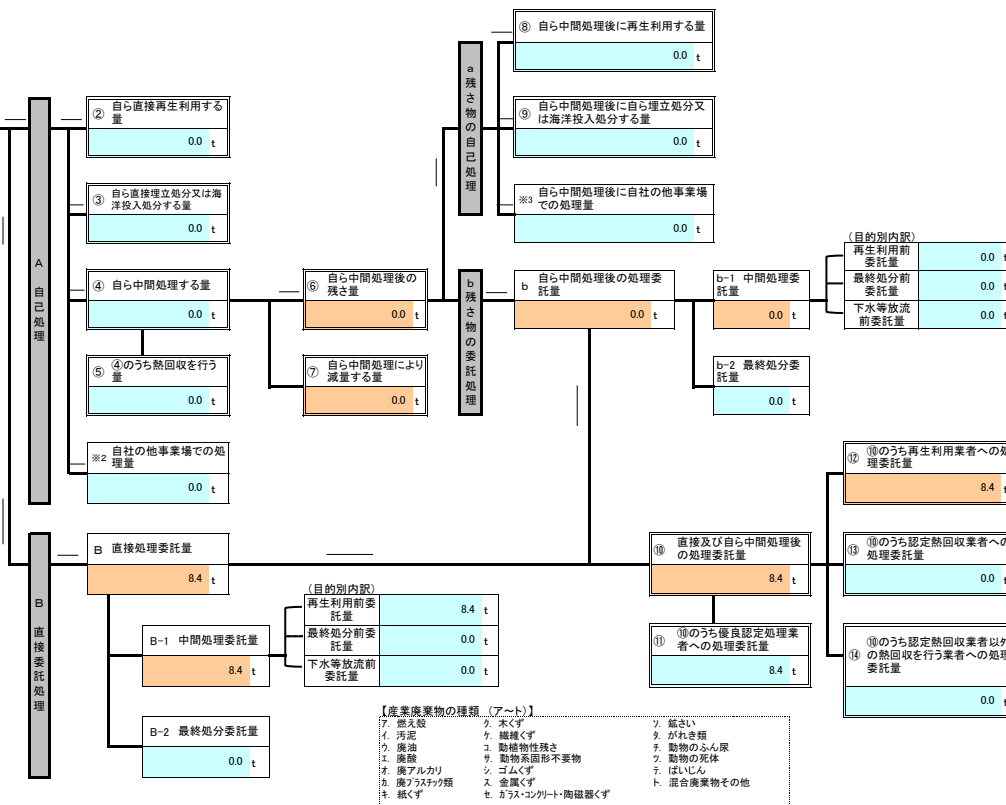 ⑧ 自ら中間処理後に再生利用する量
0.0 t
a 残さ物の自己処理
② 自ら直接再生利用する
量
0.0 t
⑨ 自ら中間処理後に自ら埋立処分又
は海洋投入処分する量
0.0 t
③ 自ら直接埋立処分又は海
洋投入処分する量
0.0 t
※3 自ら中間処理後に自社の他事業場
での処理量
0.0 t
A 自己処理
④ 自ら中間処理する量
0.0 t
⑥ 自ら中間処理後の
残さ量
0.0 t
b 残さ物の委託処理
b 自ら中間処理後の処理委
託量
0.0 t
b-1 中間処理委
託量
0.0 t
(目的別内訳)
再生利用前
委託量
0.0 t
最終処分前
委託量
0.0 t
下水等放流
前委託量
0.0 t
⑤ ④のうち熱回収を行う
量
0.0 t
⑦ 自ら中間処理により
減量する量
0.0 t
b-2 最終処分委
託量
0.0 t
※2 自社の他事業場での処
理量
0.0 t
⑫ ⑩のうち再生利用業者への処
理委託量
8.4 t
B 直接委託処理
B 直接処理委託量
8.4 t
⑩ 直接及び自ら中間処理後
の処理委託量
8.4 t
⑬ ⑩のうち認定熱回収業者への
処理委託量
0.0 t
B-1 中間処理委託量
8.4 t
(目的別内訳)
再生利用前委
託量
8.4 t
最終処分前委
託量
0.0 t
下水等放流前
委託量
0.0 t
⑪ ⑩のうち優良認定処理業
者への処理委託量
8.4 t
⑭ ⑩のうち認定熱回収業者以外
の熱回収を行う業者への処理
委託量
0.0 t
B-2 最終処分委託量
0.0 t
【産業廃棄物の種類 (ア~ト)】
ア. 燃え殻 ク. 木くず ソ. 鉱さい
イ. 汚泥 ケ. 繊維くず タ. がれき類
ウ. 廃油 コ. 動植物性残さ チ. 動物のふん尿
エ. 廃酸 サ. 動物系固形不要物 ツ. 動物の死体
オ. 廃アルカリ シ. ゴムくず テ. ばいじん
カ. 廃プラスチック類 ス. 金属くず ト. 混合廃棄物その他
キ. 紙くず セ. ガラス・コンクリート・陶磁器くず